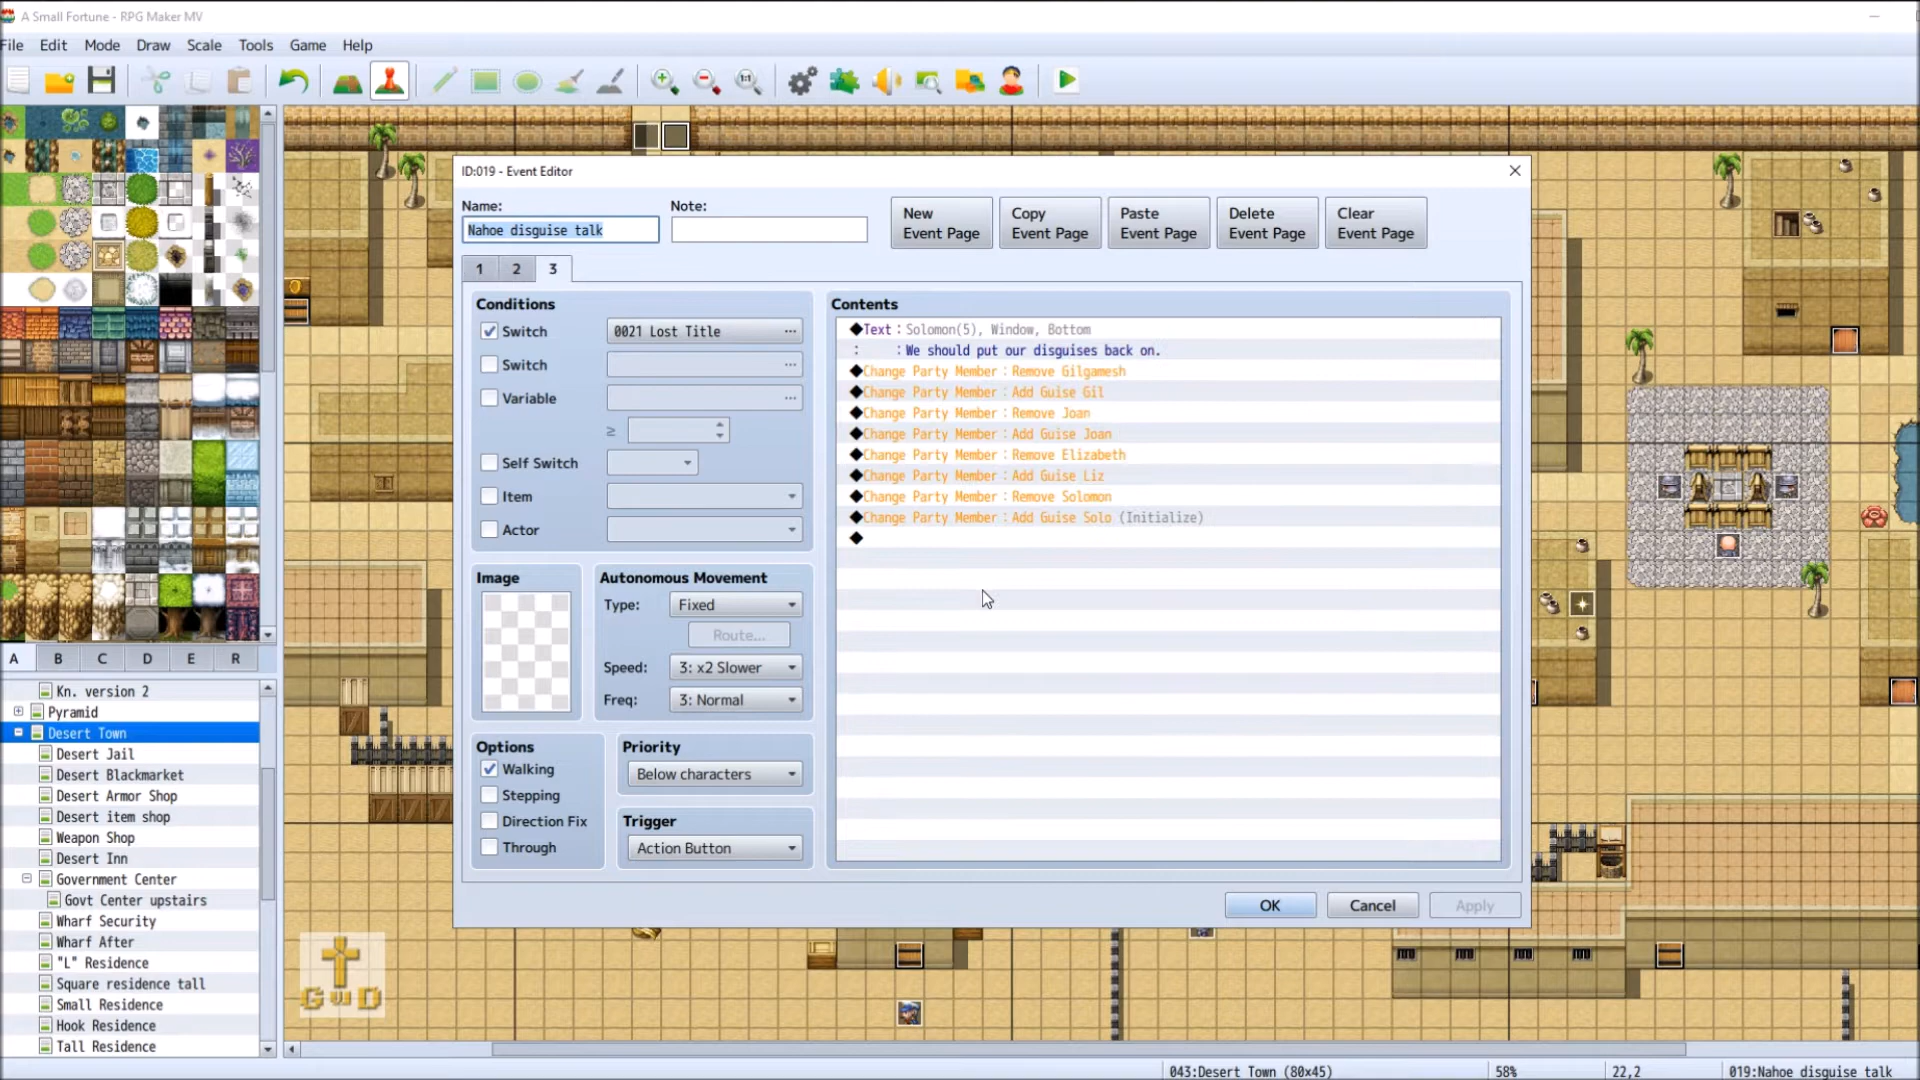 A Small Fortune - RPG Maker MV
File Edit Mode Draw Scale Tools Game Help
1:1
ID:019 - Event Editor
Name: Note:
Nahoe disguise talk
New Event Page
Copy Event Page
Paste Event Page
Delete Event Page
Clear Event Page
1 2 3
Conditions
Switch 0021 Lost Title ...
Switch ...
Variable ...
≥
Self Switch
Item
Actor
Image
Autonomous Movement
Type: Fixed
Route...
Speed: 3: x2 Slower
Freq: 3: Normal
Options
Walking
Stepping
Direction Fix
Through
Priority
Below characters
Trigger
Action Button
Contents
◆Text : Solomon(5), Window, Bottom
: : We should put our disguises back on.
◆Change Party Member : Remove Gilgamesh
◆Change Party Member : Add Guise Gil
◆Change Party Member : Remove Joan
◆Change Party Member : Add Guise Joan
◆Change Party Member : Remove Elizabeth
◆Change Party Member : Add Guise Liz
◆Change Party Member : Remove Solomon
◆Change Party Member : Add Guise Solo (Initialize)
◆
OK Cancel Apply
A B C D E R
Kn. version 2
Pyramid
Desert Town
Desert Jail
Desert Blackmarket
Desert Armor Shop
Desert item shop
Weapon Shop
Desert Inn
Government Center
Govt Center upstairs
Wharf Security
Wharf After
"L" Residence
Square residence tall
Small Residence
Hook Residence
Tall Residence
GwD
043:Desert Town (80x45) 58% 22,2 019:Nahoe disguise talk